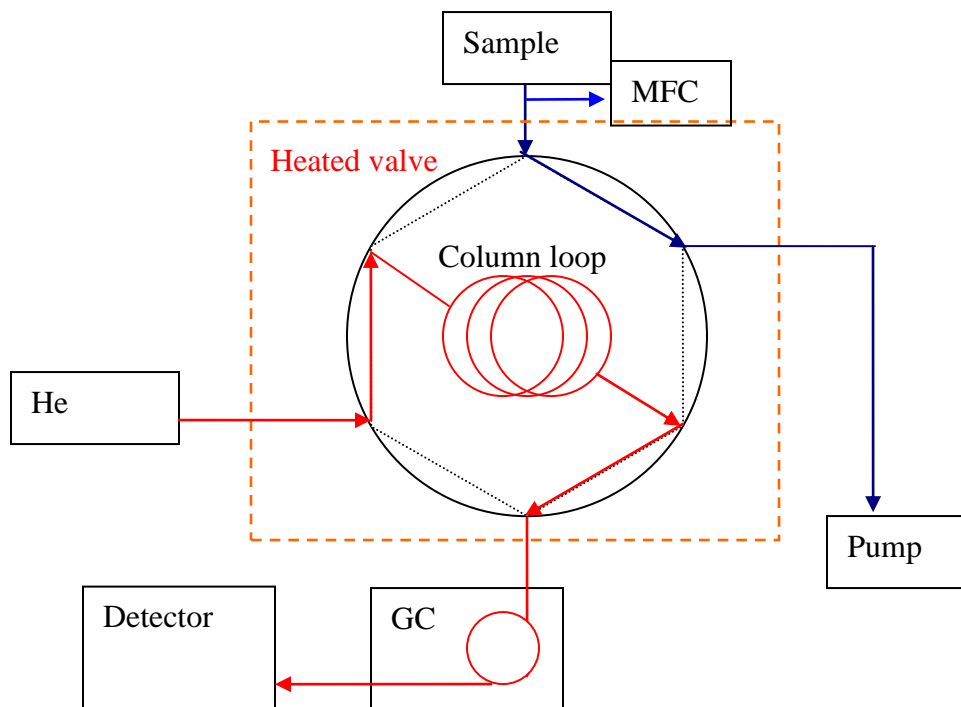 Sample
MFC
Heated valve
Column loop
He
Pump
Detector
GC